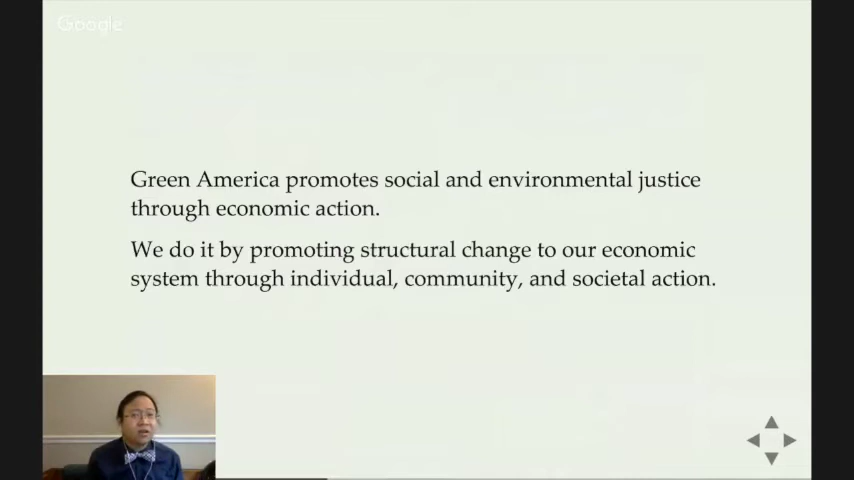 Google
Green America promotes social and environmental justice
through economic action.
We do it by promoting structural change to our economic
system through individual, community, and societal action.